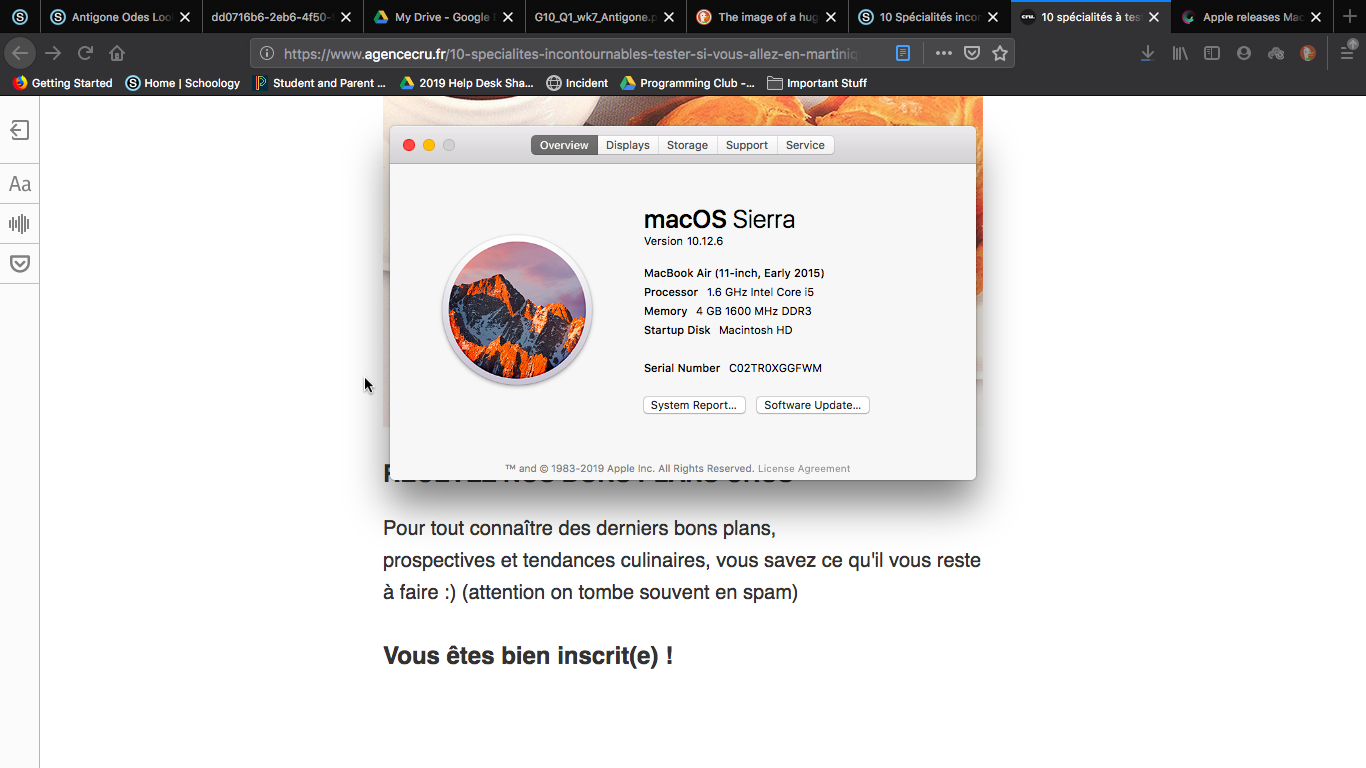 Antigone Odes Loo
dd0716b6-2eb6-4f50-
My Drive - Google
G10_Q1_wk7_Antigone.p
The image of a hug
10 Spécialités inco
cru.
10 spécialités à tes
Apple releases Mac
https://www.agencecru.fr/10-specialites-incontournables-tester-si-vous-allez-en-martiniq
Getting Started
Home | Schoology
Student and Parent ...
2019 Help Desk Sha...
Incident
Programming Club -...
Important Stuff
Aa
Overview
Displays
Storage
Support
Service
macOS Sierra
Version 10.12.6
MacBook Air (11-inch, Early 2015)
Processor 1.6 GHz Intel Core i5
Memory 4 GB 1600 MHz DDR3
Startup Disk Macintosh HD
Serial Number C02TR0XGGFWM
System Report...
Software Update...
™ and © 1983-2019 Apple Inc. All Rights Reserved. License Agreement
Pour tout connaître des derniers bons plans,
prospectives et tendances culinaires, vous savez ce qu'il vous reste
à faire :) (attention on tombe souvent en spam)
Vous êtes bien inscrit(e) !